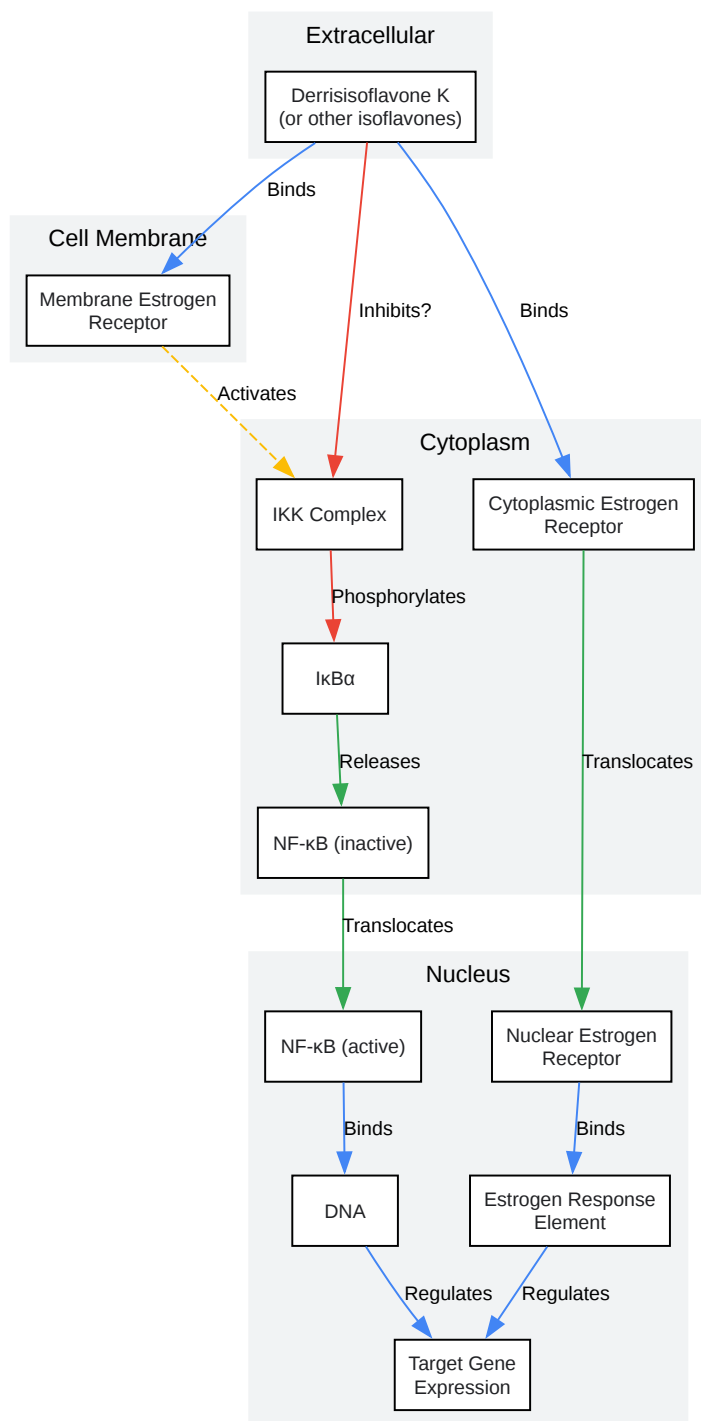 Extracellular
Derrisisoflavone K
(or other isoflavones)
Binds
Cell Membrane
Membrane Estrogen
Receptor
Inhibits?
Binds
Activates
Cytoplasm
IKK Complex
Cytoplasmic Estrogen
Receptor
Phosphorylates
IκBα
Releases
Translocates
NF-κB (inactive)
Translocates
Nucleus
NF-κB (active)
Nuclear Estrogen
Receptor
Binds
Binds
DNA
Estrogen Response
Element
Regulates
Regulates
Target Gene
Expression